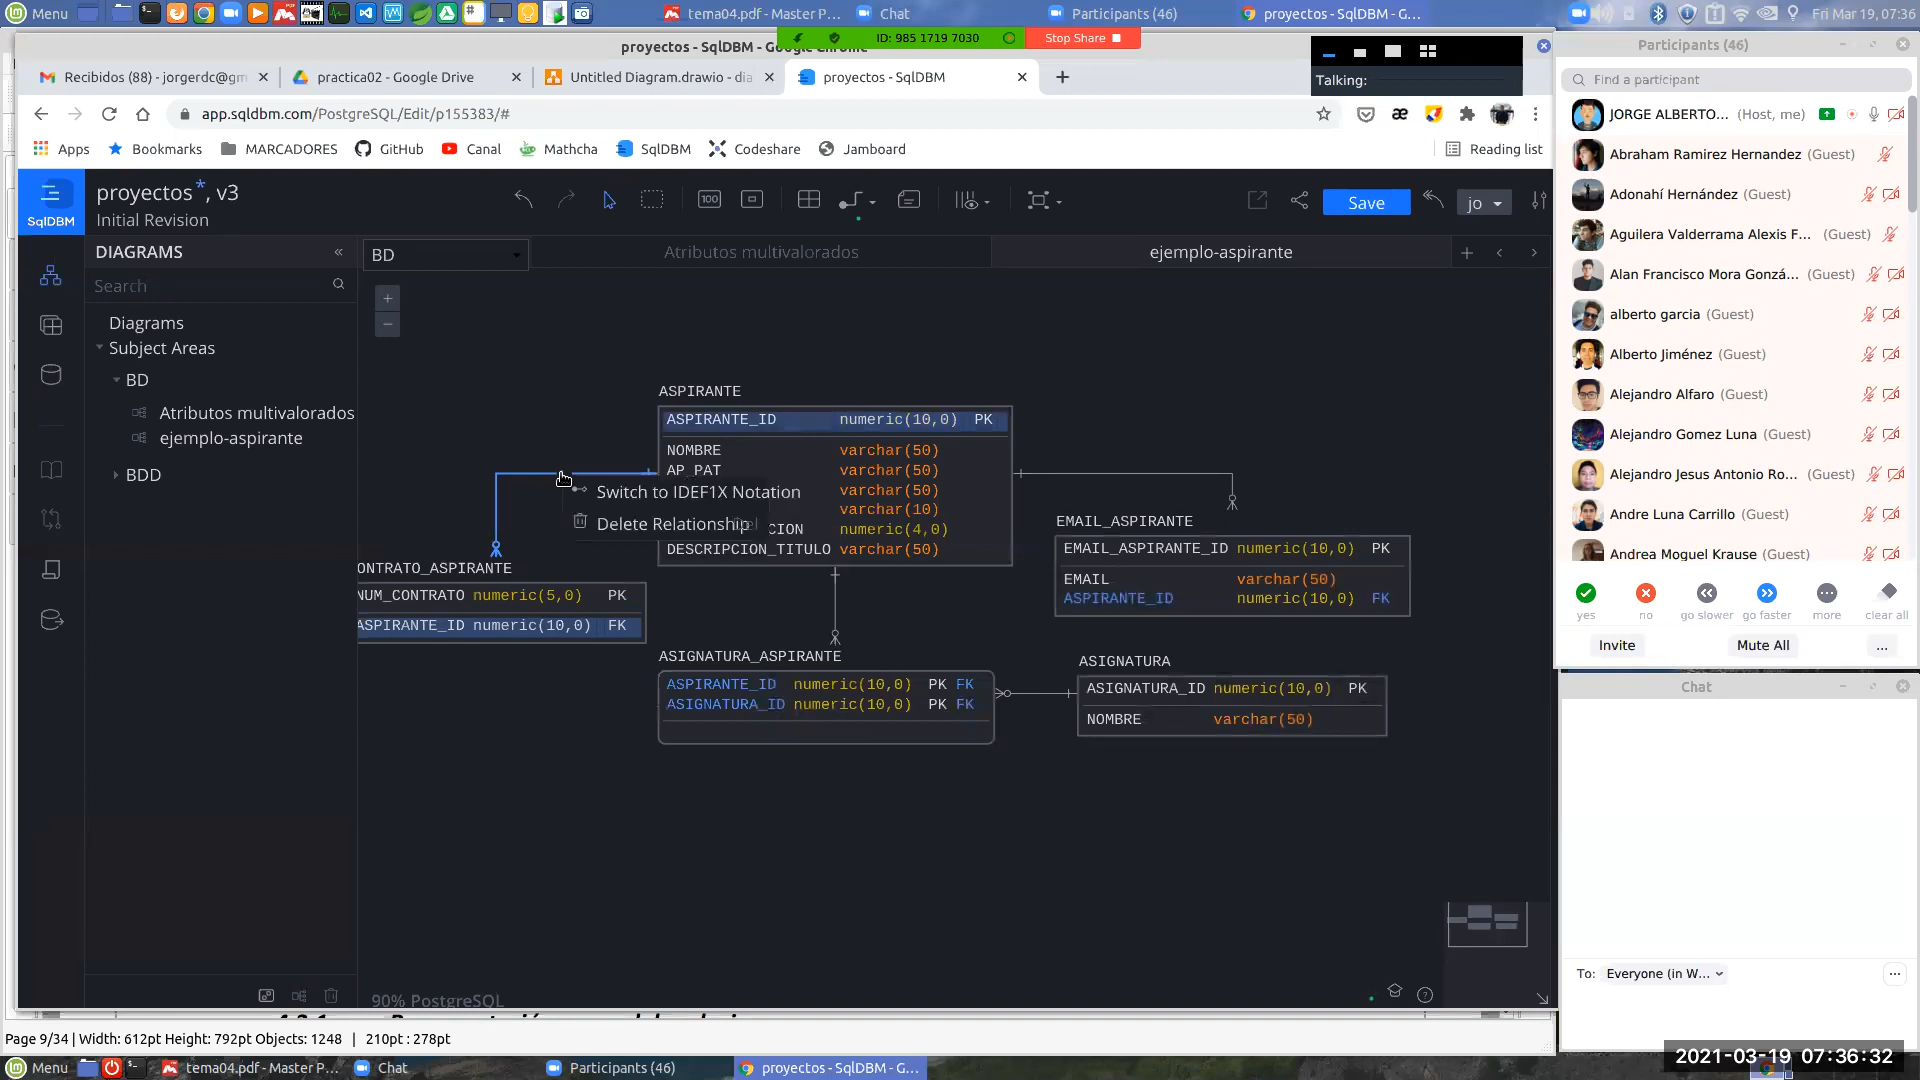 Menu
tema04.pdf - Master P...
Chat
Participants (46)
proyectos - SqlDBM - G...
Fri Mar 19, 07:36
proyectos - SqlDBM - Google Chrome
ID: 985 1719 7030
Stop Share
Talking:
Recibidos (88) - jorgerdc@gm
practica02 - Google Drive
Untitled Diagram.drawio - dia
proyectos - SqlDBM
app.sqldbm.com/PostgreSQL/Edit/p155383/#
Apps
Bookmarks
MARCADORES
GitHub
Canal
Mathcha
SqlDBM
Codeshare
Jamboard
Reading list
SqlDBM
proyectos*, v3
Initial Revision
100
Save
jo
DIAGRAMS
Search
Diagrams
Subject Areas
BD
Atributos multivalorados
ejemplo-aspirante
BDD
BD
Atributos multivalorados
ejemplo-aspirante
ASPIRANTE
ASPIRANTE_ID numeric(10,0) PK
NOMBRE varchar(50)
AP_PAT varchar(50)
varchar(50)
varchar(10)
CION numeric(4,0)
DESCRIPCION_TITULO varchar(50)
Switch to IDEF1X Notation
Delete Relationship Del
ONTRATO_ASPIRANTE
NUM_CONTRATO numeric(5,0) PK
ASPIRANTE_ID numeric(10,0) FK
EMAIL_ASPIRANTE
EMAIL_ASPIRANTE_ID numeric(10,0) PK
EMAIL varchar(50)
ASPIRANTE_ID numeric(10,0) FK
ASIGNATURA_ASPIRANTE
ASPIRANTE_ID numeric(10,0) PK FK
ASIGNATURA_ID numeric(10,0) PK FK
ASIGNATURA
ASIGNATURA_ID numeric(10,0) PK
NOMBRE varchar(50)
90% PostgreSQL
Participants (46)
Find a participant
JORGE ALBERTO... (Host, me)
Abraham Ramirez Hernandez (Guest)
Adonahí Hernández (Guest)
Aguilera Valderrama Alexis F... (Guest)
Alan Francisco Mora Gonzá... (Guest)
alberto garcia (Guest)
Alberto Jiménez (Guest)
Alejandro Alfaro (Guest)
Alejandro Gomez Luna (Guest)
Alejandro Jesus Antonio Ro... (Guest)
Andre Luna Carrillo (Guest)
Andrea Moguel Krause (Guest)
yes
no
go slower
go faster
more
clear all
Invite
Mute All
...
Chat
To: Everyone (in W...
Page 9/34 | Width: 612pt Height: 792pt Objects: 1248 | 210pt : 278pt
Menu
tema04.pdf - Master P...
Chat
Participants (46)
proyectos - SqlDBM - G...
2021-03-19 07:36:32